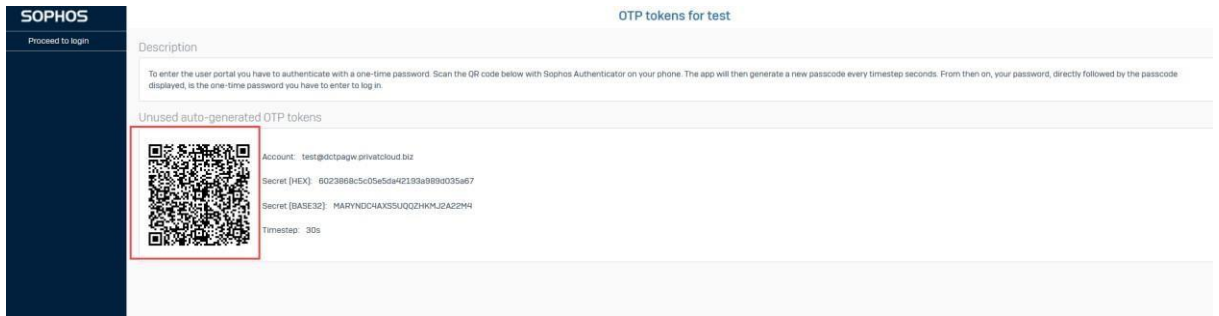 SOPHOS
OTP tokens for test
Proceed to login
Description
To enter the user portal you have to authenticate with a one-time password. Scan the QR code below with Sophos Authenticator on your phone. The app will then generate a new passcode every timestep seconds. From then on, your password, directly followed by the passcode
displayed, is the one-time password you have to enter to log in.
Unused auto-generated OTP tokens
Account: test@dctpagw.privatcloud.biz
Secret (HEX): 6023868c5c05e5da42193a989d035a67
Secret (BASE32): MARYNDC4AXS5UQQZHKMJ2A22M4
Timestep: 30s